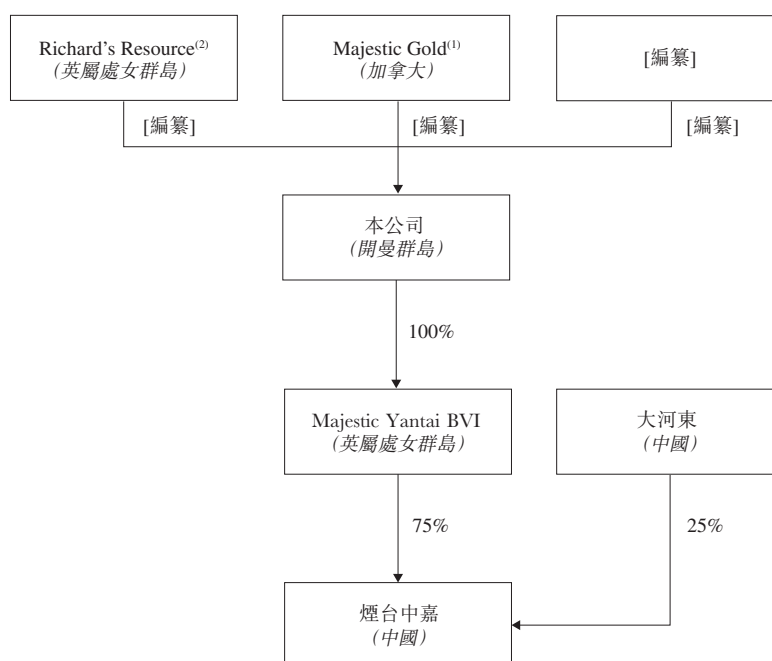 Richard's Resource(2)
(英屬處女群島)
Majestic Gold(1)
(加拿大)
[編纂]
[編纂]
[編纂]
[編纂]
本公司
(開曼群島)
100%
Majestic Yantai BVI
(英屬處女群島)
大河東
(中國)
75%
25%
煙台中嘉
(中國)